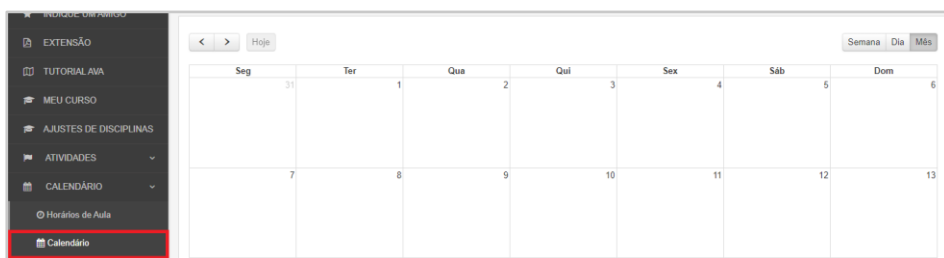 INDIQUE UM AMIGO
EXTENSÃO
TUTORIAL AVA
MEU CURSO
AJUSTES DE DISCIPLINAS
ATIVIDADES
CALENDÁRIO
Horários de Aula
Calendário
Hoje
Semana Dia Mês
Seg Ter Qua Qui Sex Sáb Dom
31 1 2 3 4 5 6
7 8 9 10 11 12 13